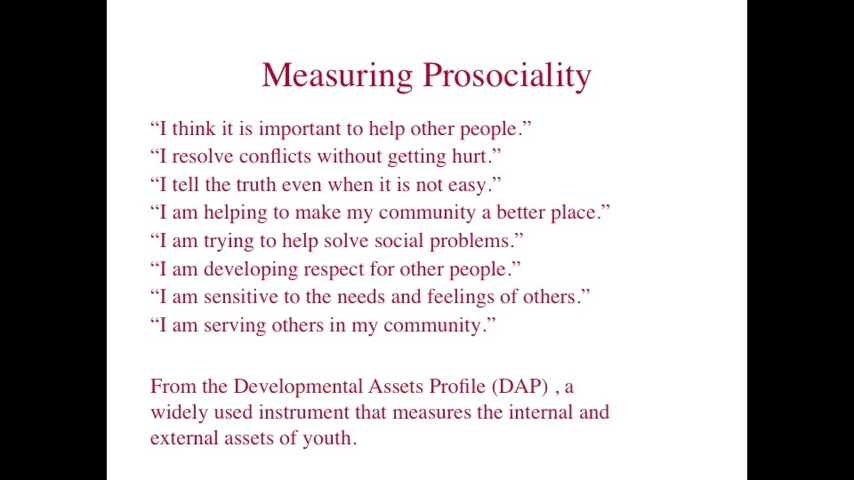 Measuring Prosociality
“I think it is important to help other people.”
“I resolve conflicts without getting hurt.”
“I tell the truth even when it is not easy.”
“I am helping to make my community a better place.”
“I am trying to help solve social problems.”
“I am developing respect for other people.”
“I am sensitive to the needs and feelings of others.”
“I am serving others in my community.”
From the Developmental Assets Profile (DAP) , a
widely used instrument that measures the internal and
external assets of youth.